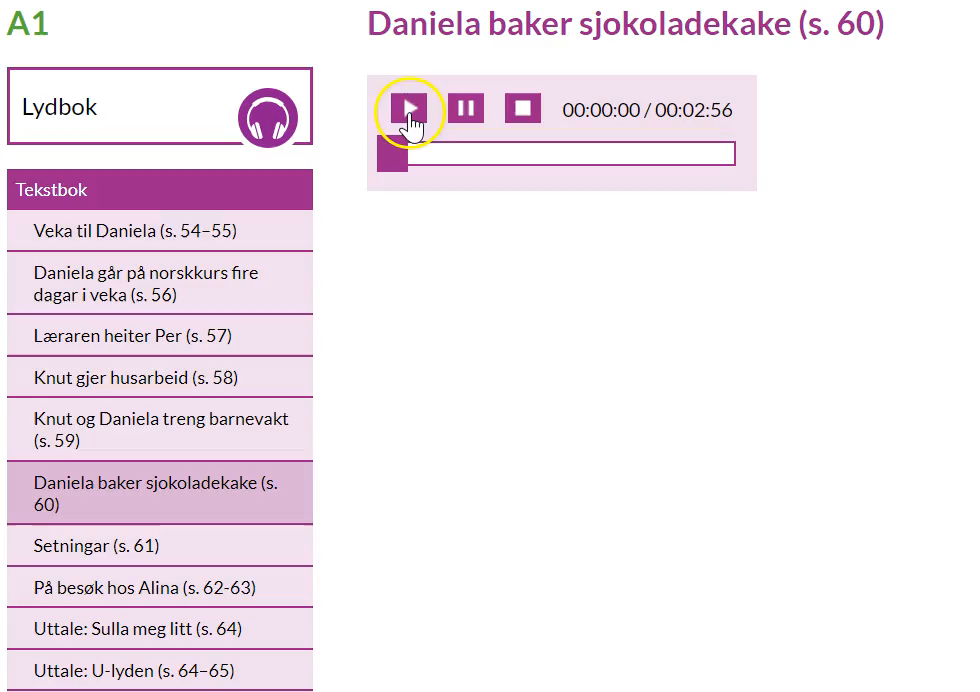 A1
Daniela baker sjokoladekake (s. 60)
Lydbok
00:00:00 / 00:02:56
Tekstbok
Veka til Daniela (s. 54–55)
Daniela går på norskkurs fire
dagar i veka (s. 56)
Læraren heiter Per (s. 57)
Knut gjer husarbeid (s. 58)
Knut og Daniela treng barnevakt
(s. 59)
Daniela baker sjokoladekake (s.
60)
Setningar (s. 61)
På besøk hos Alina (s. 62-63)
Uttale: Sulla meg litt (s. 64)
Uttale: U-lyden (s. 64–65)